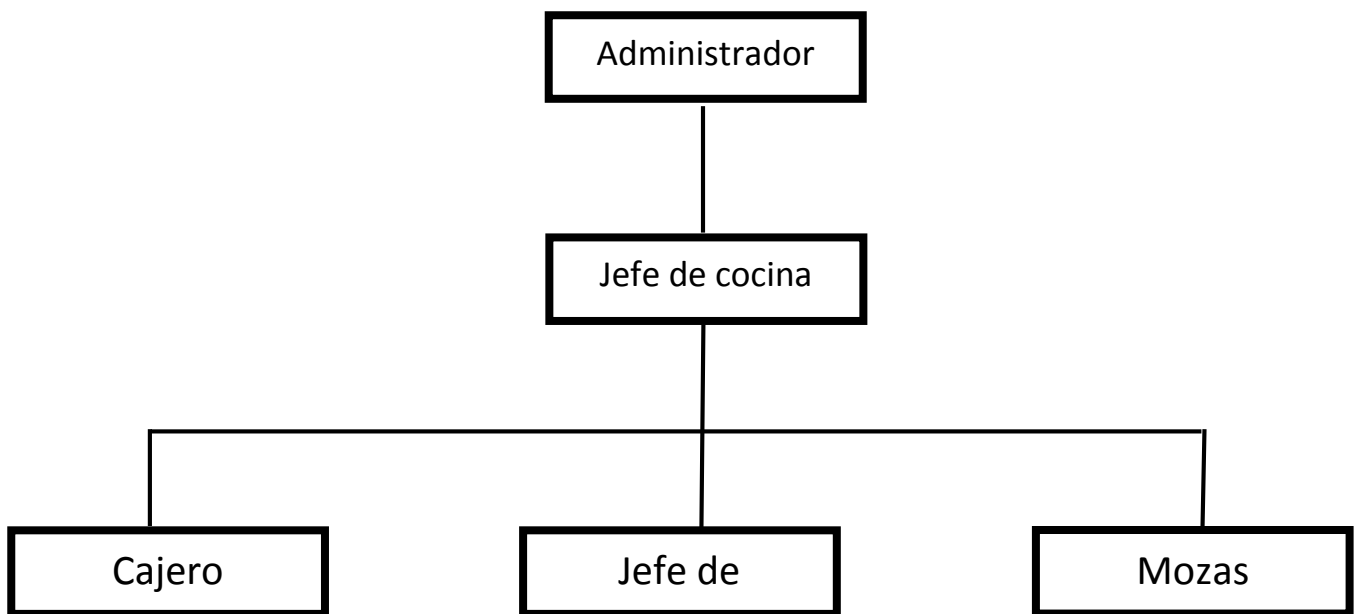 Administrador
Jefe de cocina
Cajero
Jefe de
Mozas